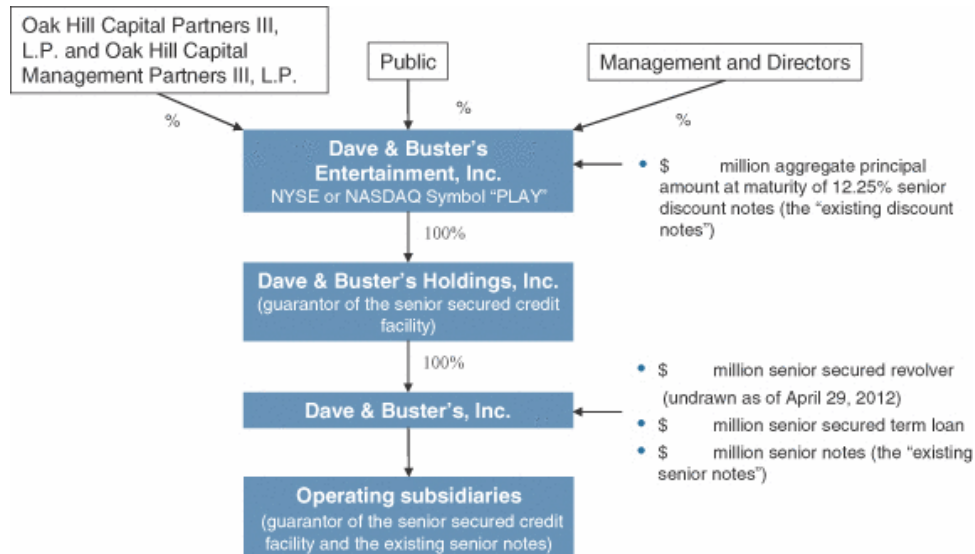 Oak Hill Capital Partners III,
L.P. and Oak Hill Capital
Management Partners III, L.P.
Public
Management and Directors
%
%
%
Dave & Buster's
Entertainment, Inc.
NYSE or NASDAQ Symbol “PLAY”
• $ million aggregate principal
amount at maturity of 12.25% senior
discount notes (the “existing discount
notes”)
100%
Dave & Buster's Holdings, Inc.
(guarantor of the senior secured credit
facility)
100%
• $ million senior secured revolver
(undrawn as of April 29, 2012)
• $ million senior secured term loan
• $ million senior notes (the “existing
senior notes”)
Dave & Buster's, Inc.
Operating subsidiaries
(guarantor of the senior secured credit
facility and the existing senior notes)